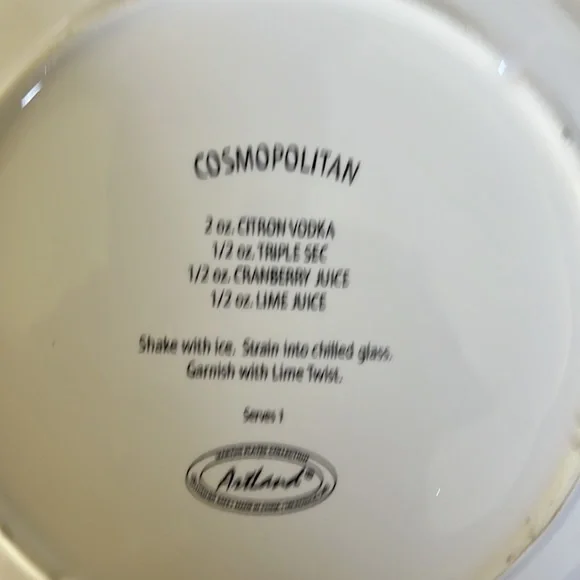 COSMOPOLITAN
2 oz. CITRON VODKA
1/2 oz. TRIPLE SEC
1/2 oz. CRANBERRY JUICE
1/2 oz. LIME JUICE
Shake with ice. Strain into chilled glass.
Garnish with Lime Twist.
Serves 1
COLLECTION
Artland®